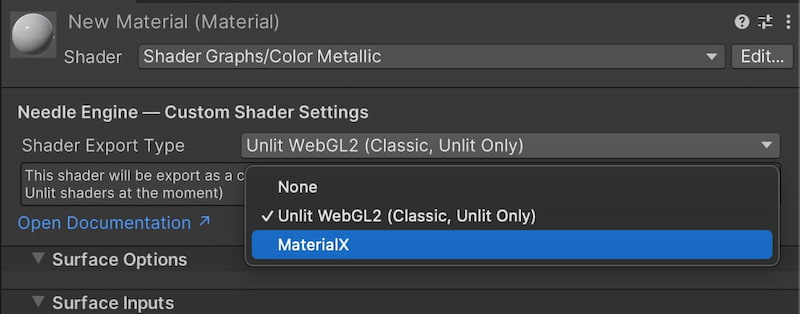 New Material (Material)
Shader Shader Graphs/Color Metallic Edit...
Needle Engine — Custom Shader Settings
Shader Export Type Unlit WebGL2 (Classic, Unlit Only)
This shader will be export as a c
Unlit shaders at the moment)
None
✓ Unlit WebGL2 (Classic, Unlit Only)
MaterialX
Open Documentation ↗
Surface Options
Surface Inputs